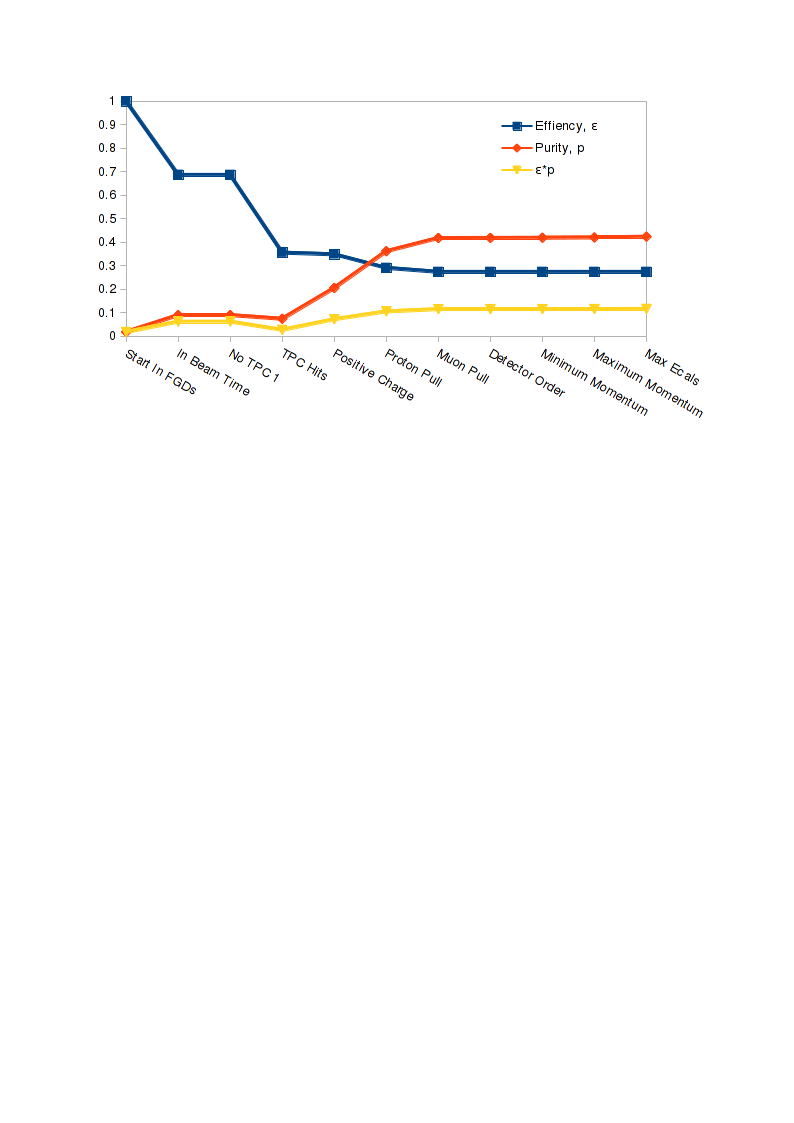 1
0.9
0.8
0.7
0.6
0.5
0.4
0.3
0.2
0.1
0
Effiency, ε
Purity, p
ε*p
Start In FGDs
In Beam Time
No TPC 1
TPC Hits
Positive Charge
Proton Pull
Muon Pull
Detector Order
Minimum Momentum
Maximum Momentum
Max Ecals